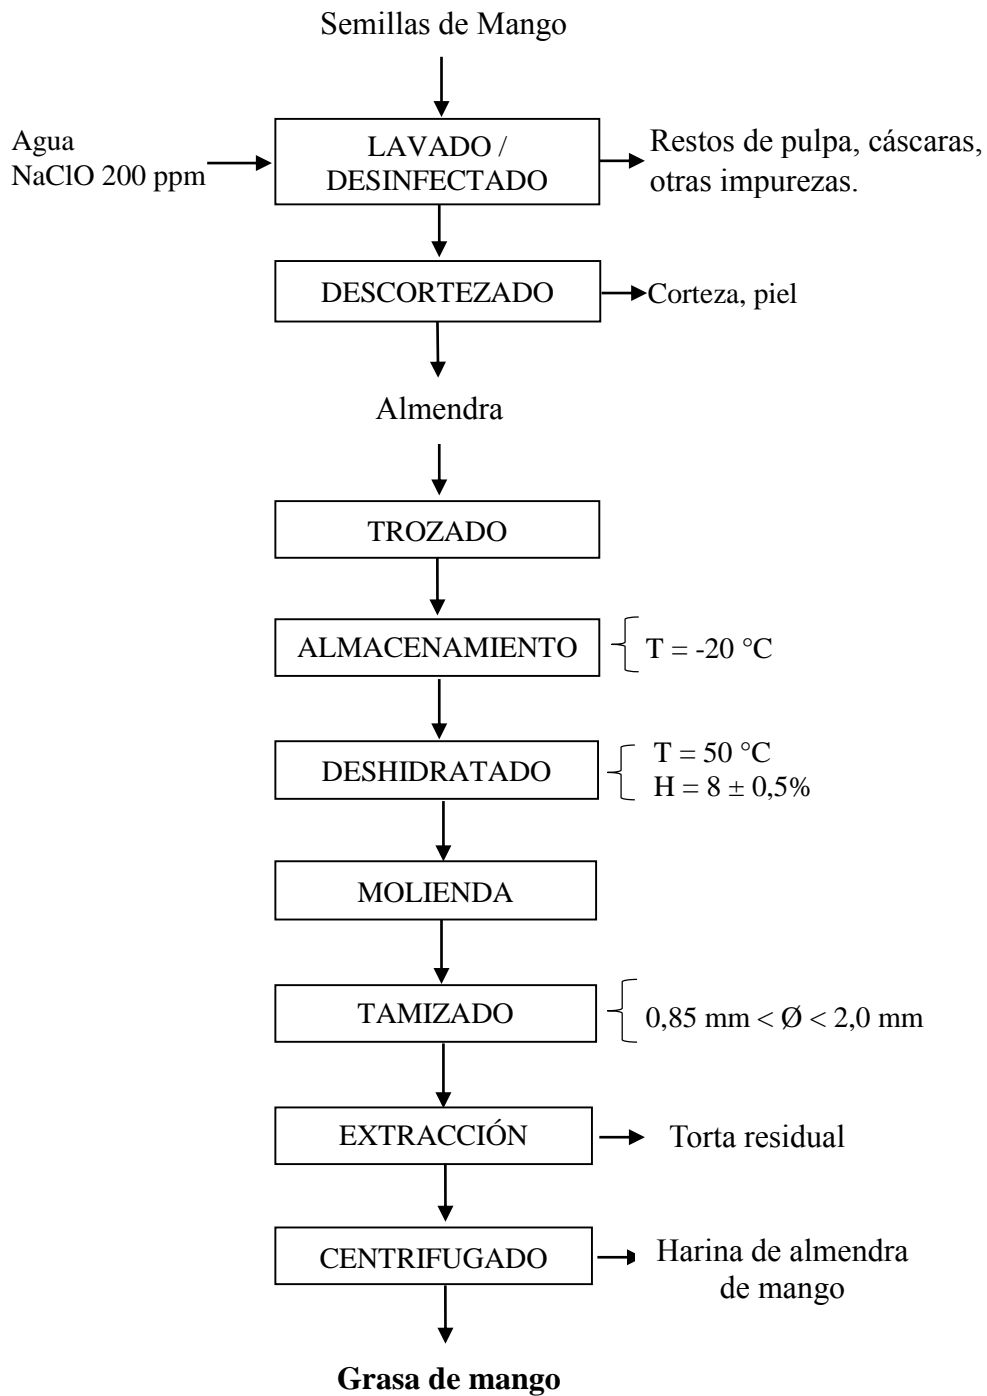 Semillas de Mango
Agua
NaClO 200 ppm
LAVADO /
DESINFECTADO
Restos de pulpa, cáscaras,
otras impurezas.
DESCORTEZADO
Corteza, piel
Almendra
TROZADO
ALMACENAMIENTO
T = -20 °C
DESHIDRATADO
T = 50 °C
H = 8 ± 0,5%
MOLIENDA
TAMIZADO
0,85 mm < Ø < 2,0 mm
EXTRACCIÓN
Torta residual
CENTRIFUGADO
Harina de almendra
de mango
Grasa de mango